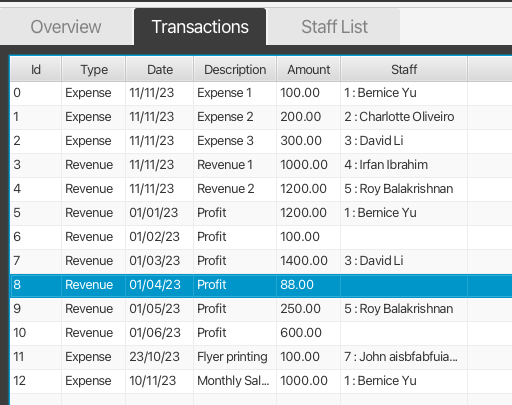 Overview Transactions Staff List
Id Type Date Description Amount Staff
0 Expense 11/11/23 Expense 1 100.00 1 : Bernice Yu
1 Expense 11/11/23 Expense 2 200.00 2 : Charlotte Oliveiro
2 Expense 11/11/23 Expense 3 300.00 3 : David Li
3 Revenue 11/11/23 Revenue 1 1000.00 4 : Irfan Ibrahim
4 Revenue 11/11/23 Revenue 2 1200.00 5 : Roy Balakrishnan
5 Revenue 01/01/23 Profit 1200.00 1 : Bernice Yu
6 Revenue 01/02/23 Profit 100.00
7 Revenue 01/03/23 Profit 1400.00 3 : David Li
8 Revenue 01/04/23 Profit 88.00
9 Revenue 01/05/23 Profit 250.00 5 : Roy Balakrishnan
10 Revenue 01/06/23 Profit 600.00
11 Expense 23/10/23 Flyer printing 100.00 7 : John aisbfabfuia...
12 Expense 10/11/23 Monthly Sal... 1000.00 1 : Bernice Yu